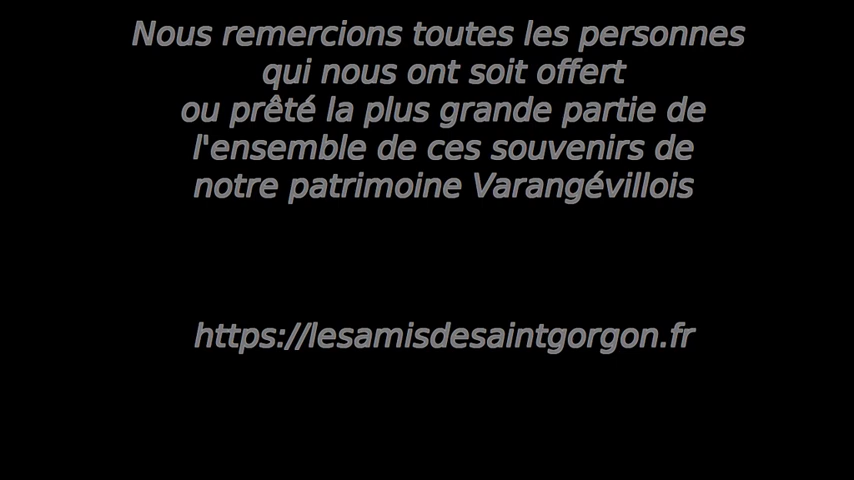 Nous remercions toutes les personnes
qui nous ont soit offert
ou prêté la plus grande partie de
l'ensemble de ces souvenirs de
notre patrimoine Varangévillois
https://lesamisdesaintgorgon.fr